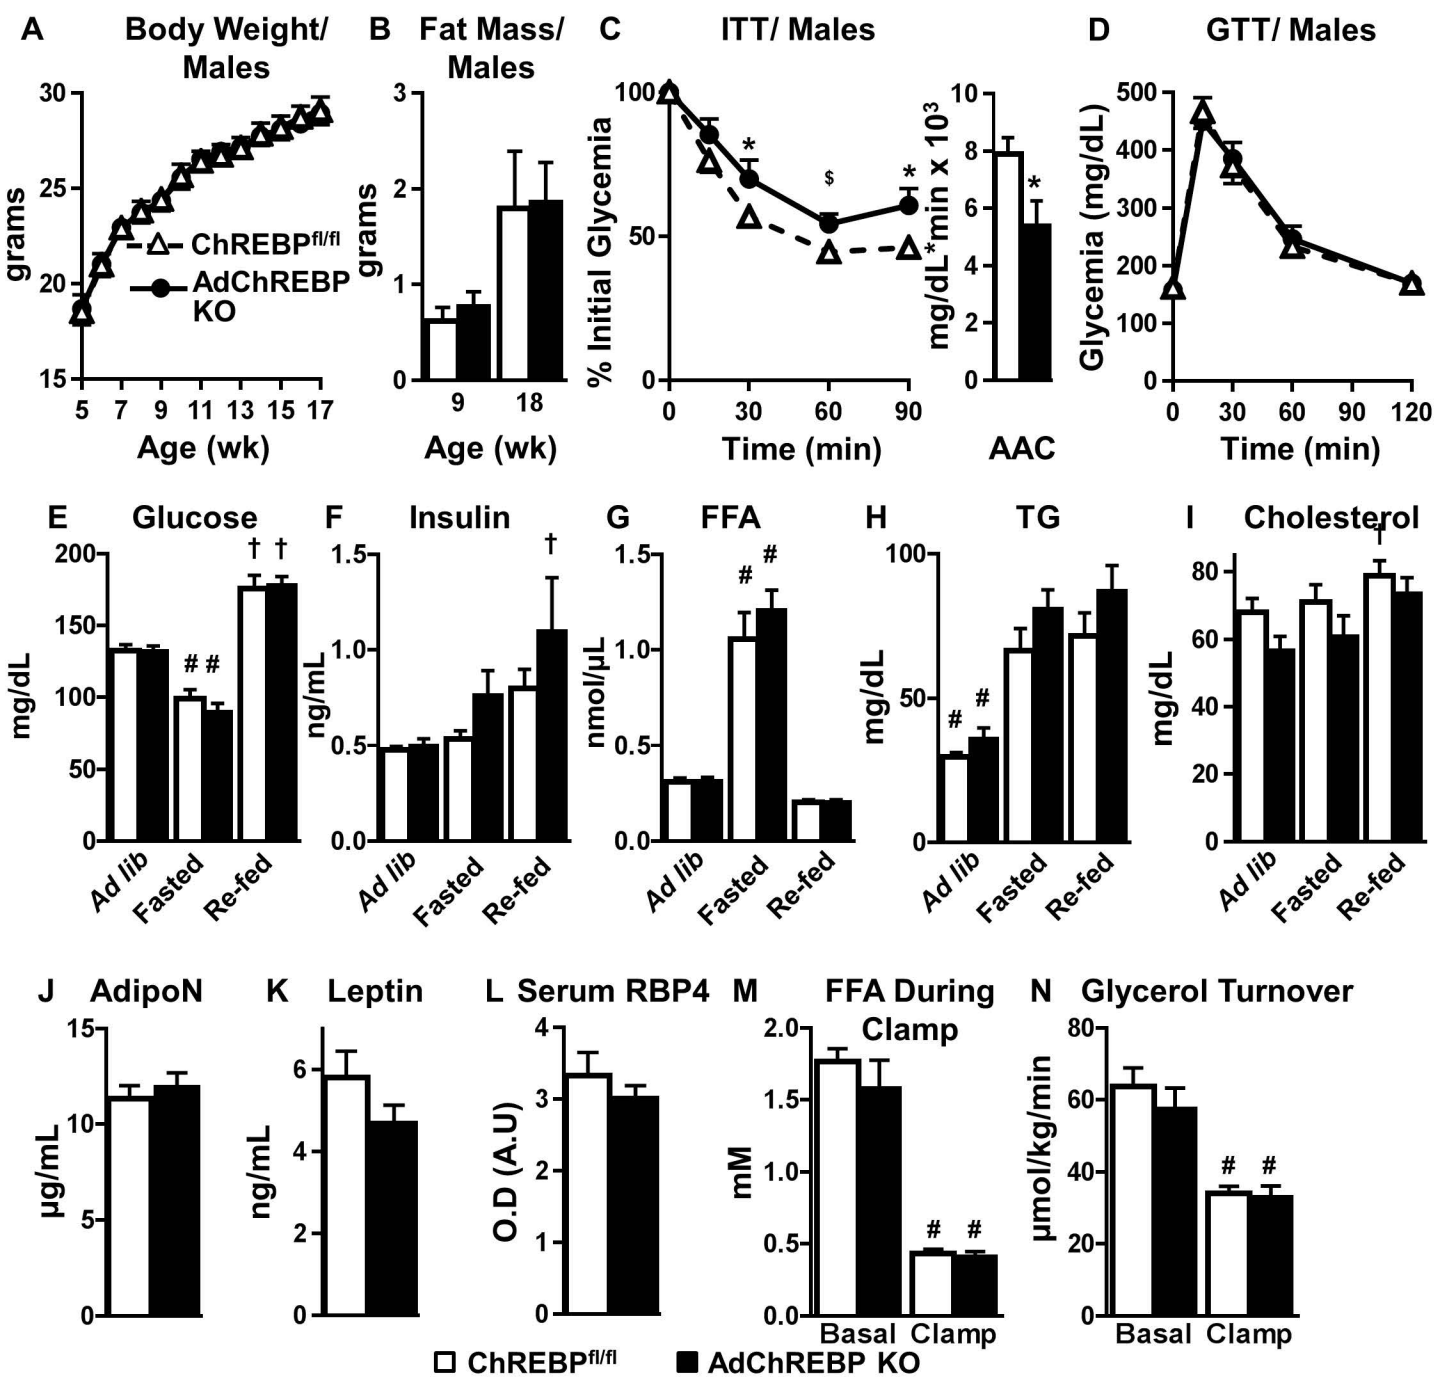 A Body Weight/ Males
30
25
20
15
grams
ChREBPfl/fl
AdChREBP KO
5 7 9 11 13 15 17
Age (wk)
B Fat Mass/ Males
3
2
1
0
grams
9 18
Age (wk)
C ITT/ Males
100
50
0
% Initial Glycemia
* $ *
0 30 60 90
Time (min)
10
8
6
4
2
0
mg/dL*min x 10³
*
AAC
D GTT/ Males
500
400
300
200
100
0
Glycemia (mg/dL)
0 30 60 90 120
Time (min)
E Glucose
200
150
100
50
0
mg/dL
# # † †
Ad lib Fasted Re-fed
F Insulin
1.5
1.0
0.5
0.0
ng/mL
†
Ad lib Fasted Re-fed
G FFA
1.5
1.0
0.5
0.0
nmol/µL
# #
Ad lib Fasted Re-fed
H TG
100
50
0
mg/dL
# #
Ad lib Fasted Re-fed
I Cholesterol
80
60
40
20
0
mg/dL
†
Ad lib Fasted Re-fed
J AdipoN
15
10
5
0
µg/mL
K Leptin
6
4
2
0
ng/mL
L Serum RBP4
4
3
2
1
0
O.D (A.U)
M FFA During Clamp
2.0
1.5
1.0
0.5
0.0
mM
# #
Basal Clamp
N Glycerol Turnover
80
60
40
20
0
µmol/kg/min
# #
Basal Clamp
ChREBPfl/fl AdChREBP KO